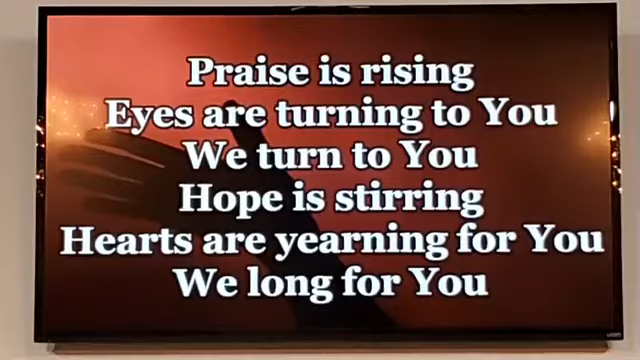 Praise is rising
Eyes are turning to You
We turn to You
Hope is stirring
Hearts are yearning for You
We long for You